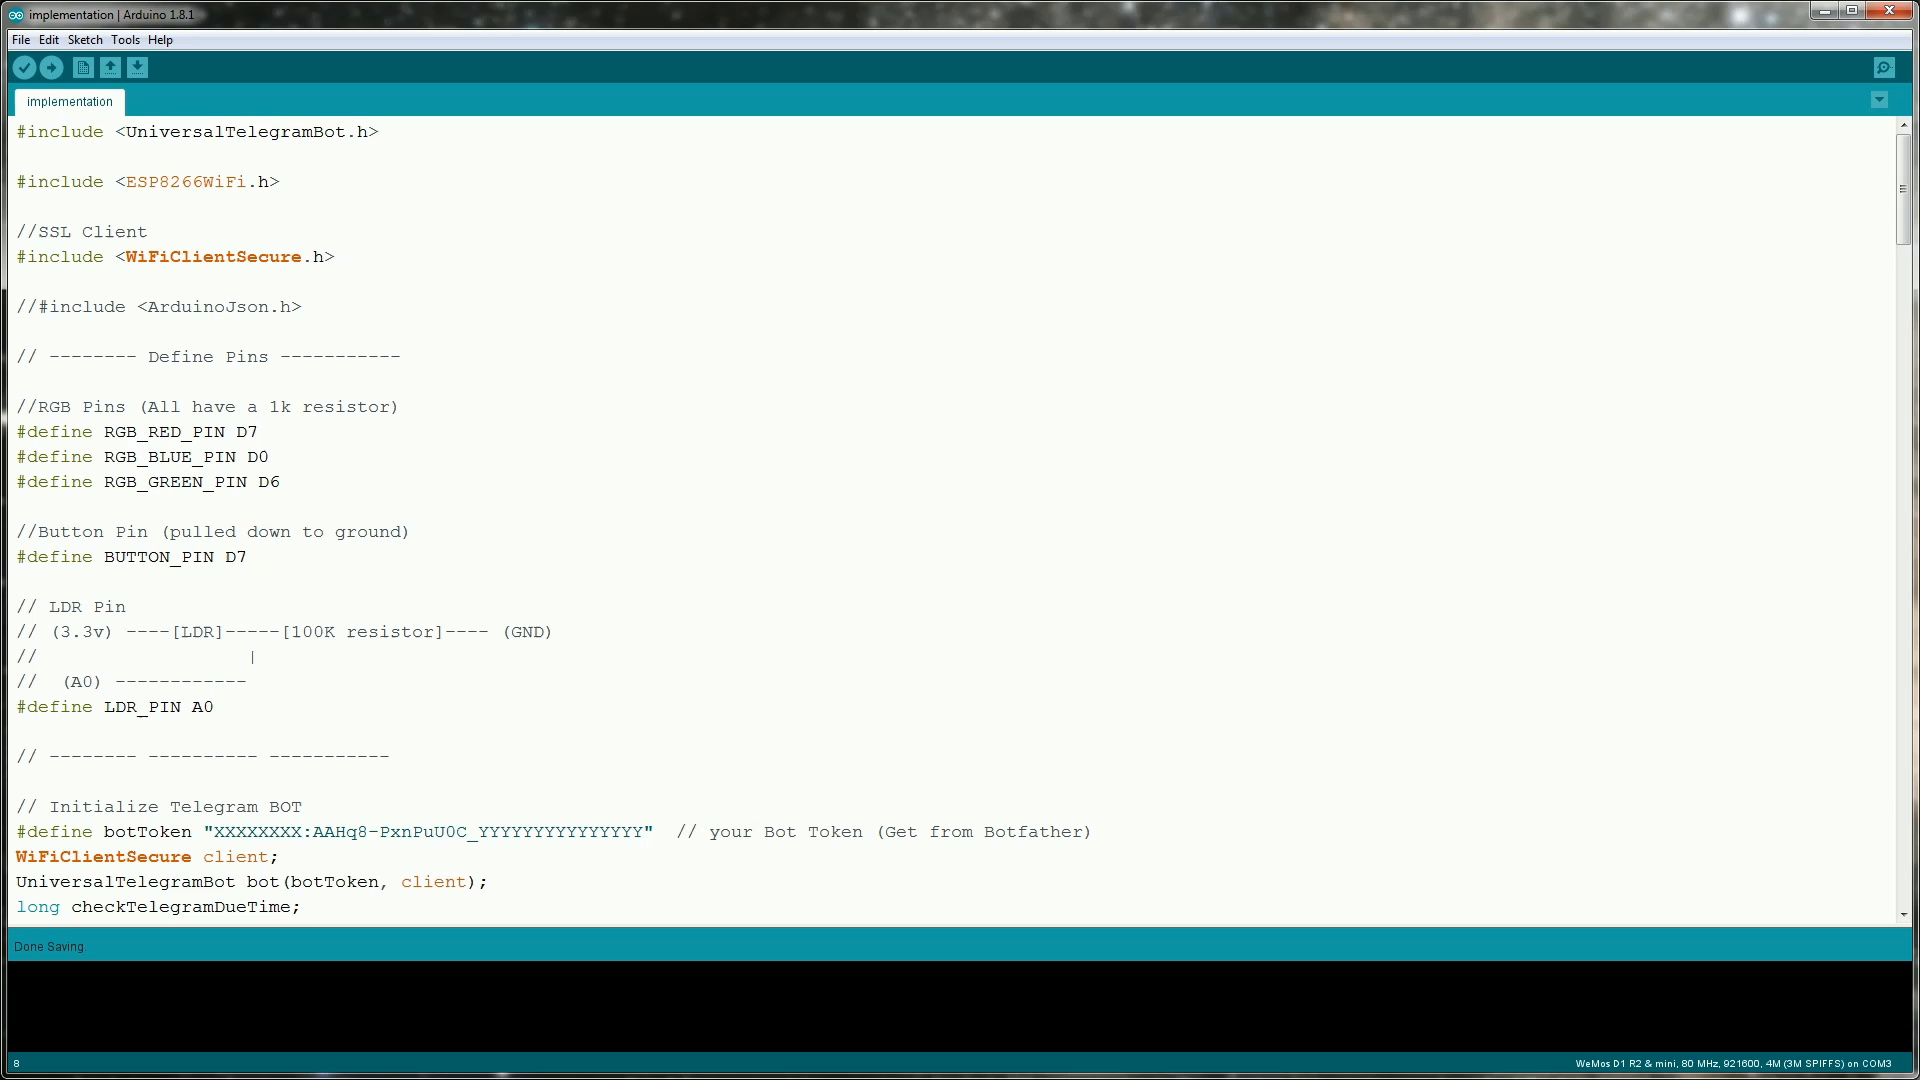 implementation | Arduino 1.8.1
File Edit Sketch Tools Help
implementation
#include <UniversalTelegramBot.h>
#include <ESP8266WiFi.h>
//SSL Client
#include <WiFiClientSecure.h>
//#include <ArduinoJson.h>
// -------- Define Pins -----------
//RGB Pins (All have a 1k resistor)
#define RGB_RED_PIN D7
#define RGB_BLUE_PIN D0
#define RGB_GREEN_PIN D6
//Button Pin (pulled down to ground)
#define BUTTON_PIN D7
// LDR Pin
// (3.3v) ----[LDR]-----[100K resistor]---- (GND)
//                    |
//  (A0) ------------
#define LDR_PIN A0
// -------- ---------- -----------
// Initialize Telegram BOT
#define botToken "XXXXXXXX:AAHq8-PxnPuU0C_YYYYYYYYYYYYYYY"  // your Bot Token (Get from Botfather)
WiFiClientSecure client;
UniversalTelegramBot bot(botToken, client);
long checkTelegramDueTime;
Done Saving.
8
WeMos D1 R2 & mini, 80 MHz, 921600, 4M (3M SPIFFS) on COM3